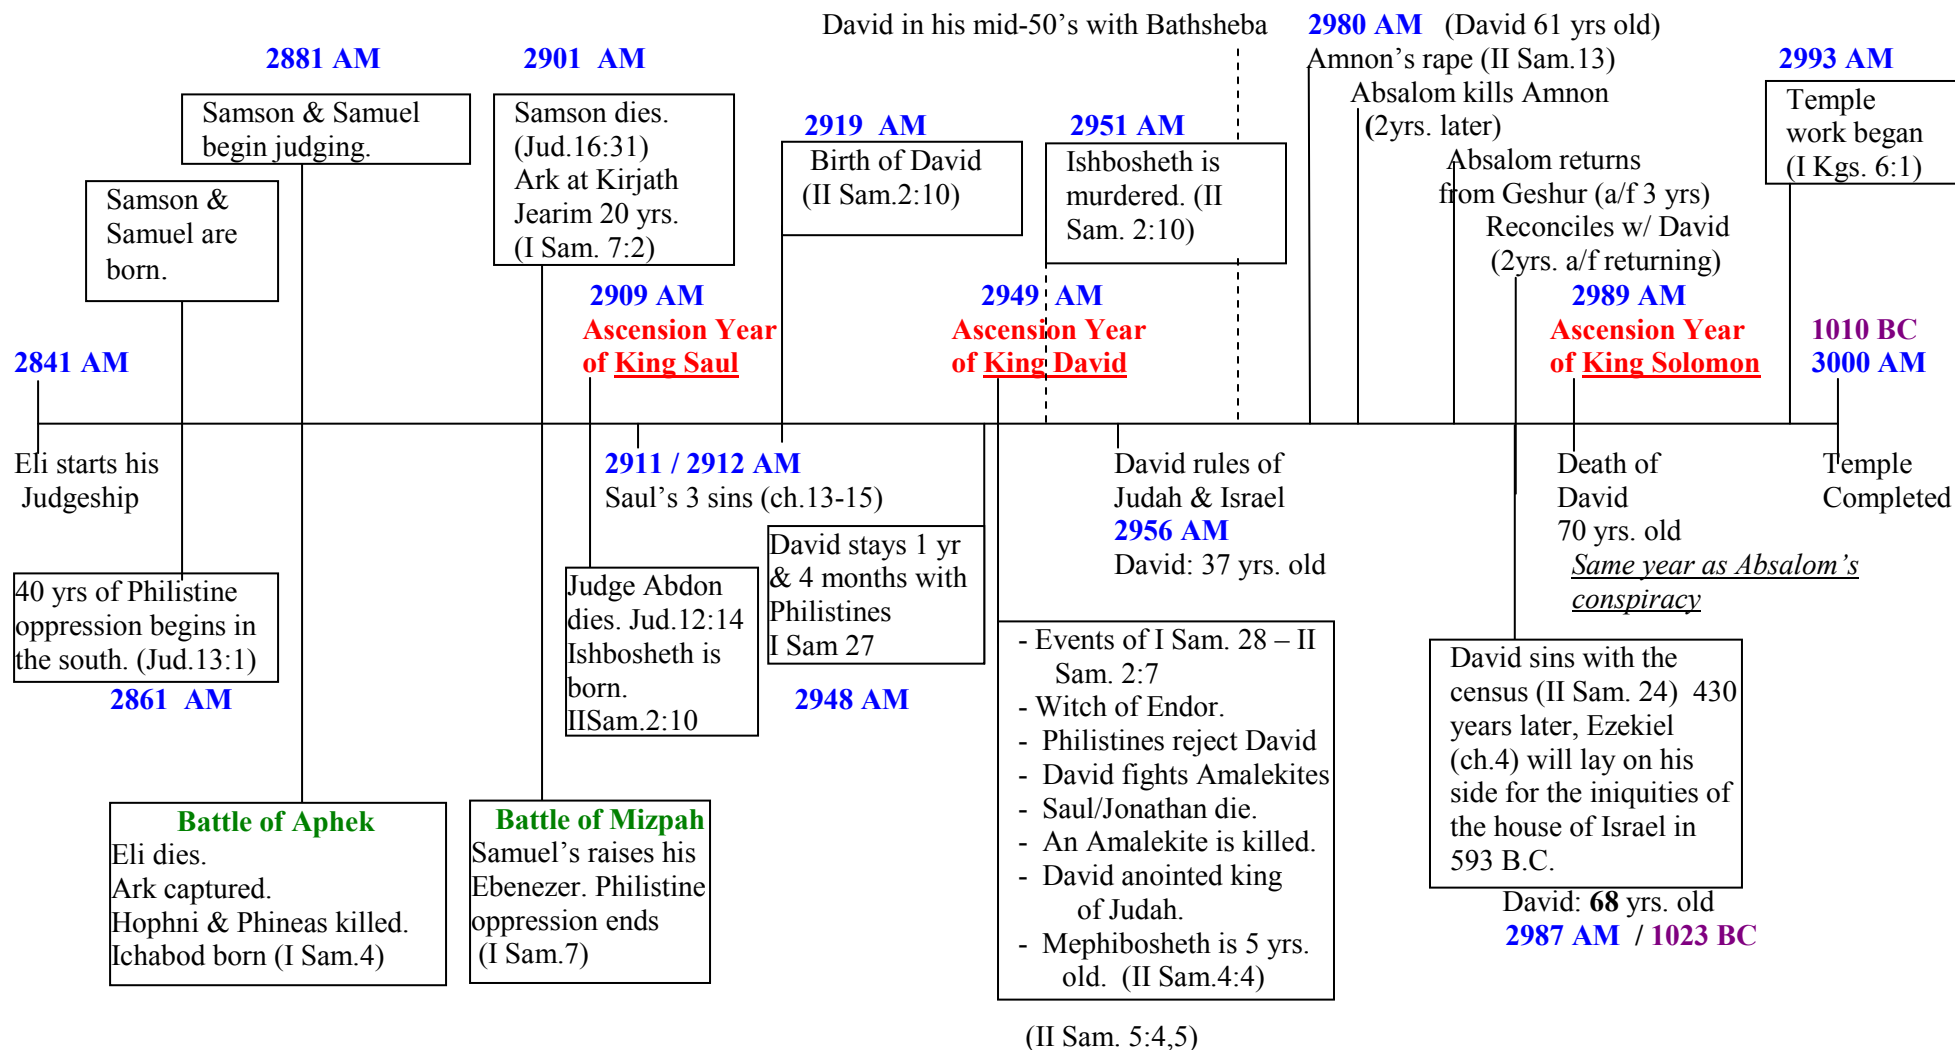 David in his mid-50's with Bathsheba
2980 AM (David 61 yrs old)
Amnon's rape (II Sam.13)
Absalom kills Amnon
(2yrs. later)
Absalom returns
from Geshur (a/f 3 yrs)
Reconciles w/ David
(2yrs. a/f returning)
2881 AM
Samson & Samuel
begin judging.
Samson &
Samuel are
born.
2901 AM
Samson dies.
(Jud.16:31)
Ark at Kirjath
Jearim 20 yrs.
(I Sam. 7:2)
2919 AM
Birth of David
(II Sam.2:10)
2951 AM
Ishbosheth is
murdered. (II
Sam. 2:10)
2993 AM
Temple
work began
(I Kgs. 6:1)
2841 AM
2909 AM
Ascension Year
of King Saul
2949 AM
Ascension Year
of King David
2989 AM
Ascension Year
of King Solomon
1010 BC
3000 AM
Eli starts his
Judgeship
2911 / 2912 AM
Saul's 3 sins (ch.13-15)
David rules of
Judah & Israel
2956 AM
David: 37 yrs. old
Death of
David
70 yrs. old
Same year as Absalom's
conspiracy
Temple
Completed
40 yrs of Philistine
oppression begins in
the south. (Jud.13:1)
2861 AM
Judge Abdon
dies. Jud.12:14
Ishbosheth is
born.
IISam.2:10
David stays 1 yr
& 4 months with
Philistines
I Sam 27
2948 AM
- Events of I Sam. 28 – II
Sam. 2:7
- Witch of Endor.
- Philistines reject David
- David fights Amalekites
- Saul/Jonathan die.
- An Amalekite is killed.
- David anointed king
of Judah.
- Mephibosheth is 5 yrs.
old. (II Sam.4:4)
(II Sam. 5:4,5)
David sins with the
census (II Sam. 24) 430
years later, Ezekiel
(ch.4) will lay on his
side for the iniquities of
the house of Israel in
593 B.C.
David: 68 yrs. old
2987 AM / 1023 BC
Battle of Aphek
Eli dies.
Ark captured.
Hophni & Phineas killed.
Ichabod born (I Sam.4)
Battle of Mizpah
Samuel's raises his
Ebenezer. Philistine
oppression ends
(I Sam.7)